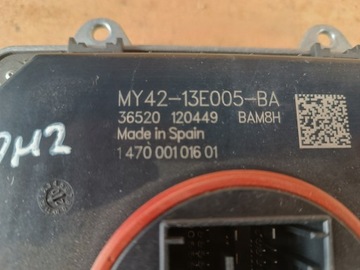 MY42-13E005-BA
36520 120449 BAM8H
Made in Spain
1 470 001 016 01